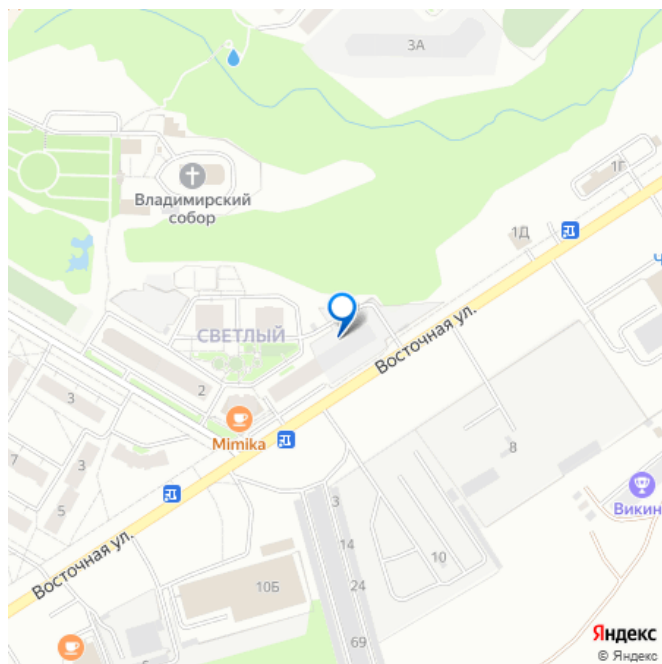 3А
Владимирский
собор
1Г
1Д
Ч
Восточная ул.
СВЕТЛЫЙ
2
3
Mimika
7
3
5
8
Викин
3
14
10
24
10Б
69
Восточная ул.
Яндекс
© Яндекс